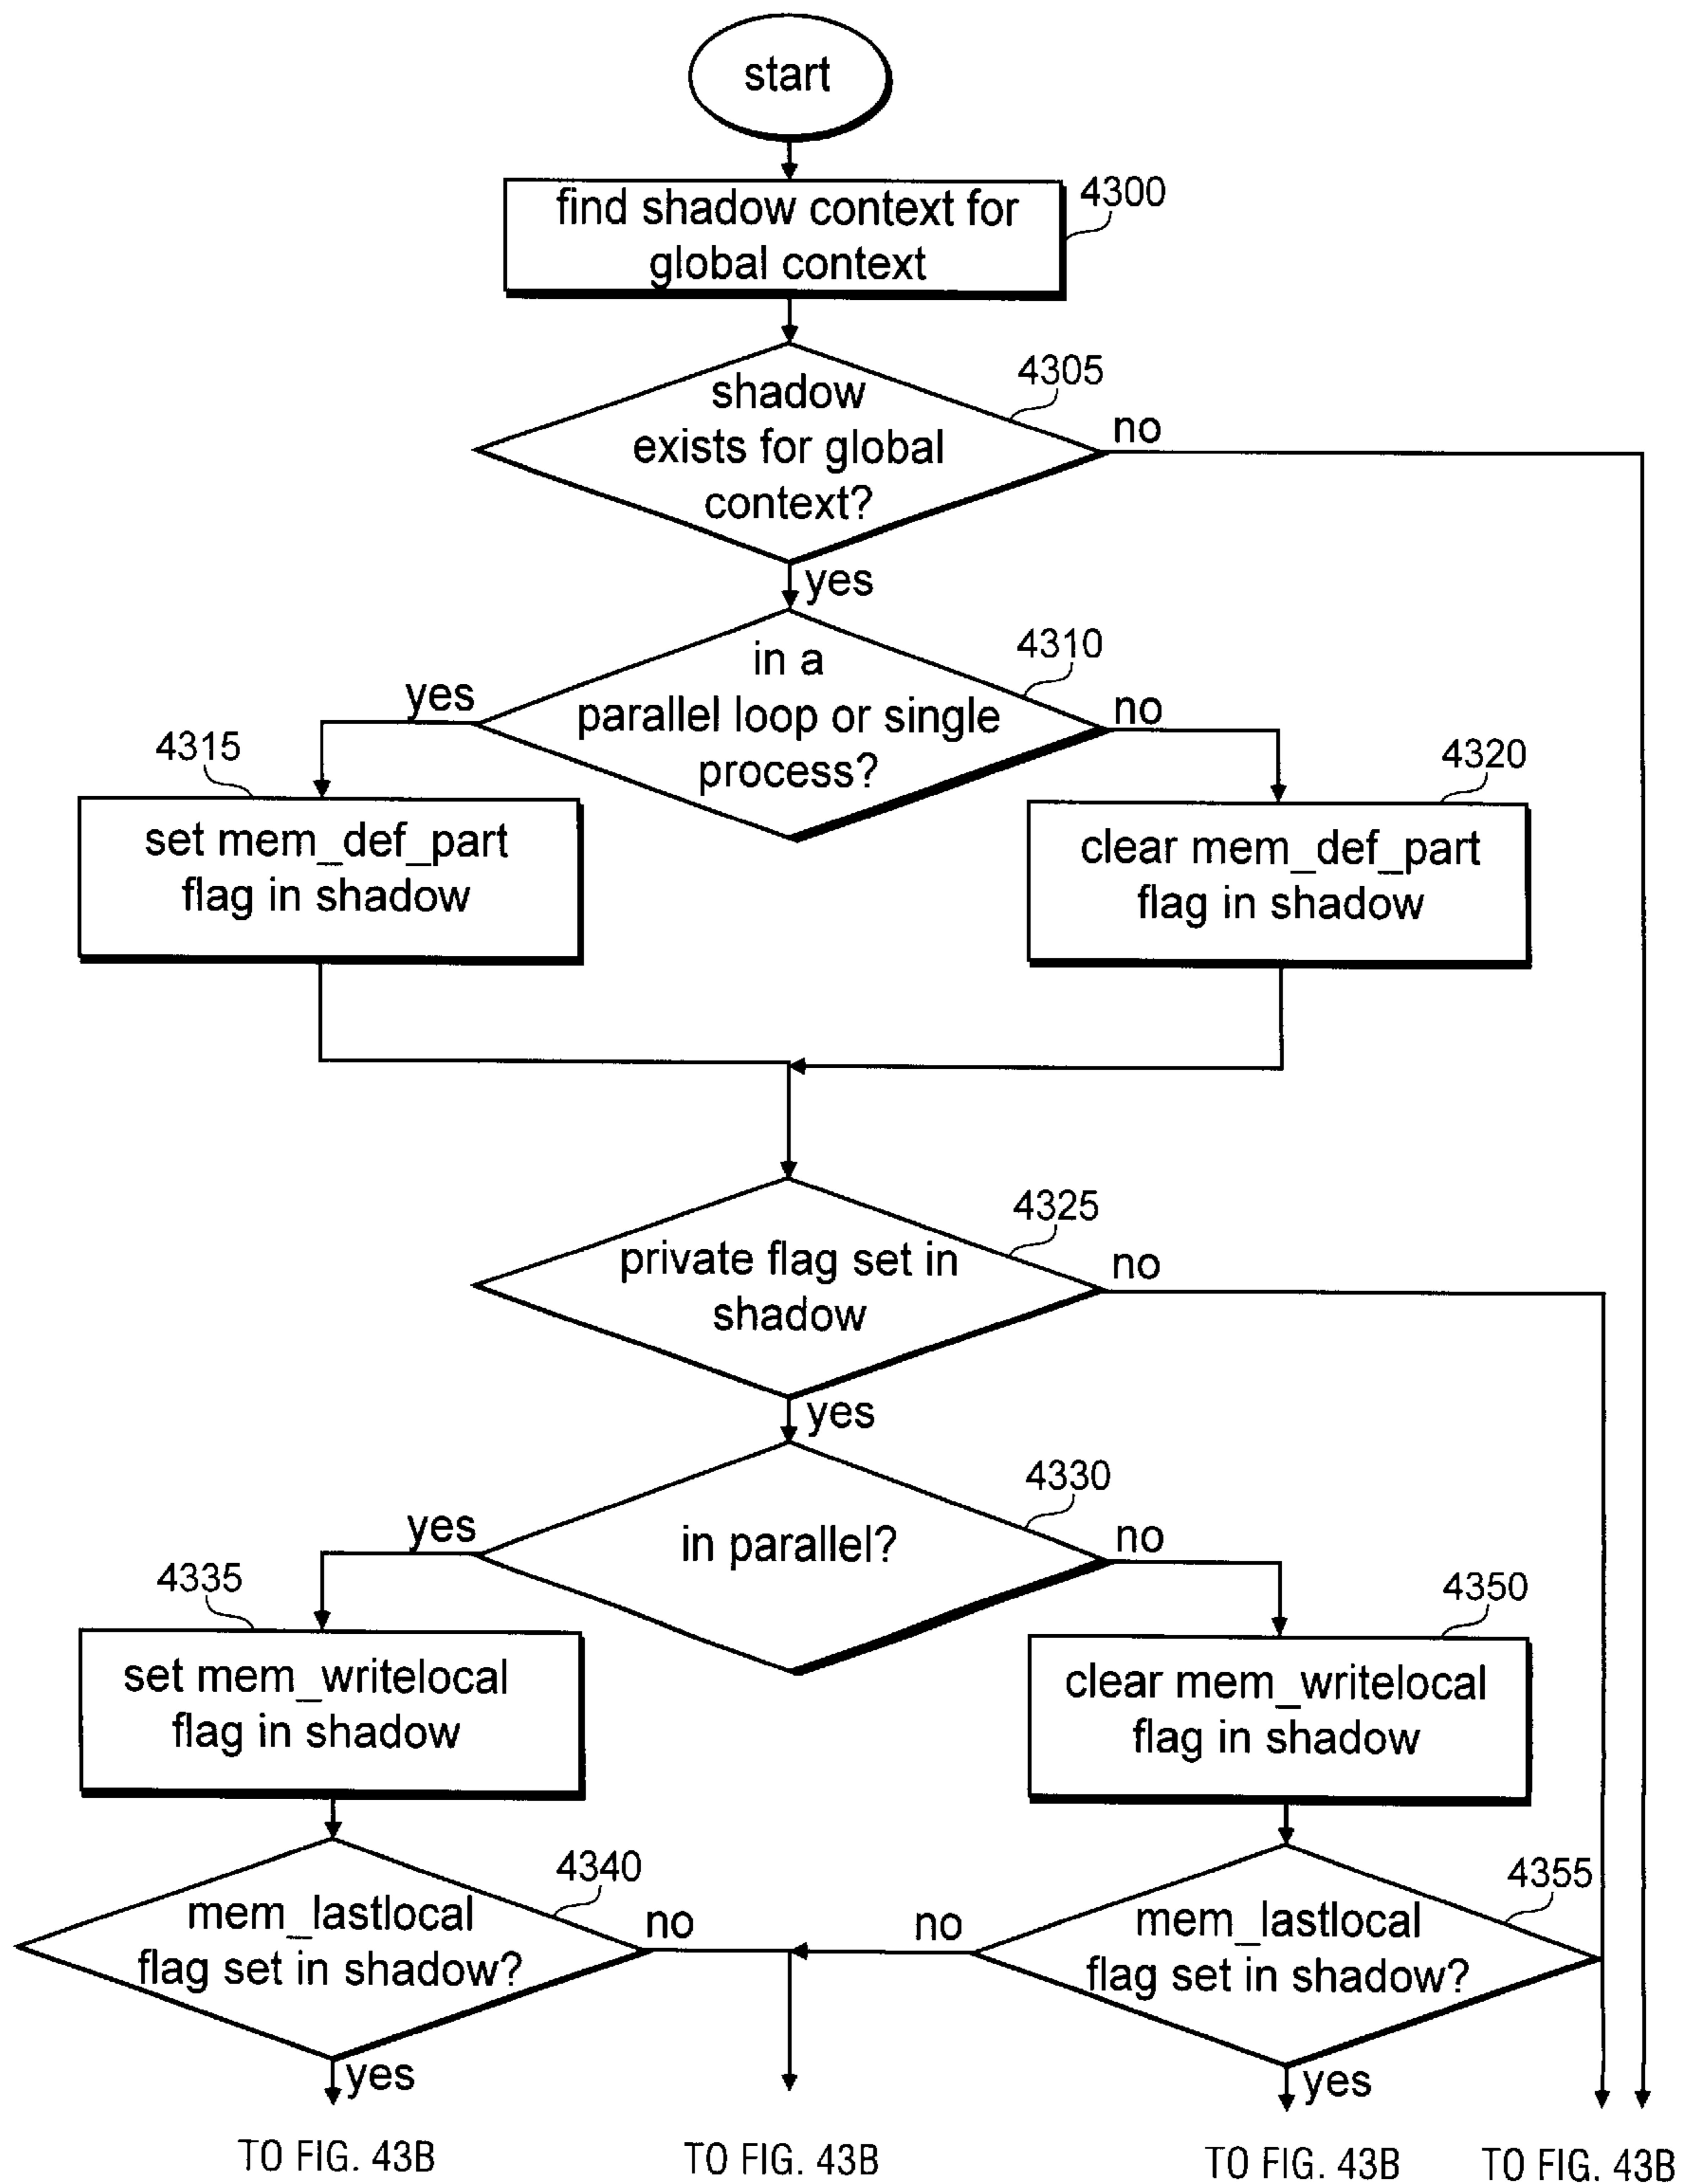 start
find shadow context for
global context
4300
shadow
exists for global
context?
4305
no
yes
in a
parallel loop or single
process?
4310
yes
no
4315
set mem_def_part
flag in shadow
4320
clear mem_def_part
flag in shadow
private flag set in
shadow
4325
no
yes
in parallel?
4330
yes
no
4335
set mem_writelocal
flag in shadow
4350
clear mem_writelocal
flag in shadow
mem_lastlocal
flag set in shadow?
4340
no
yes
no
mem_lastlocal
flag set in shadow?
4355
yes
TO FIG. 43B
TO FIG. 43B
TO FIG. 43B
TO FIG. 43B